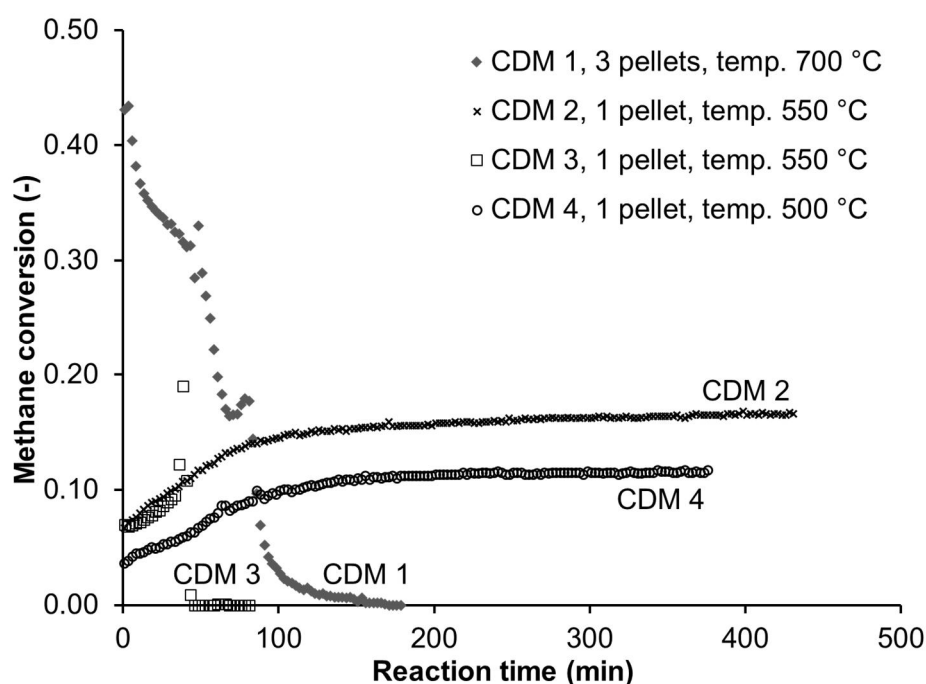 0.50
0.40
0.30
0.20
0.10
0.00
Methane conversion (-)
CDM 1, 3 pellets, temp. 700 °C
CDM 2, 1 pellet, temp. 550 °C
CDM 3, 1 pellet, temp. 550 °C
CDM 4, 1 pellet, temp. 500 °C
CDM 2
CDM 4
CDM 3 CDM 1
0 100 200 300 400 500
Reaction time (min)